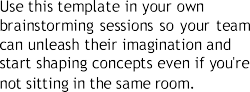 Use this template in your own
brainstorming sessions so your team
can unleash their imagination and
start shaping concepts even if you're
not sitting in the same room.